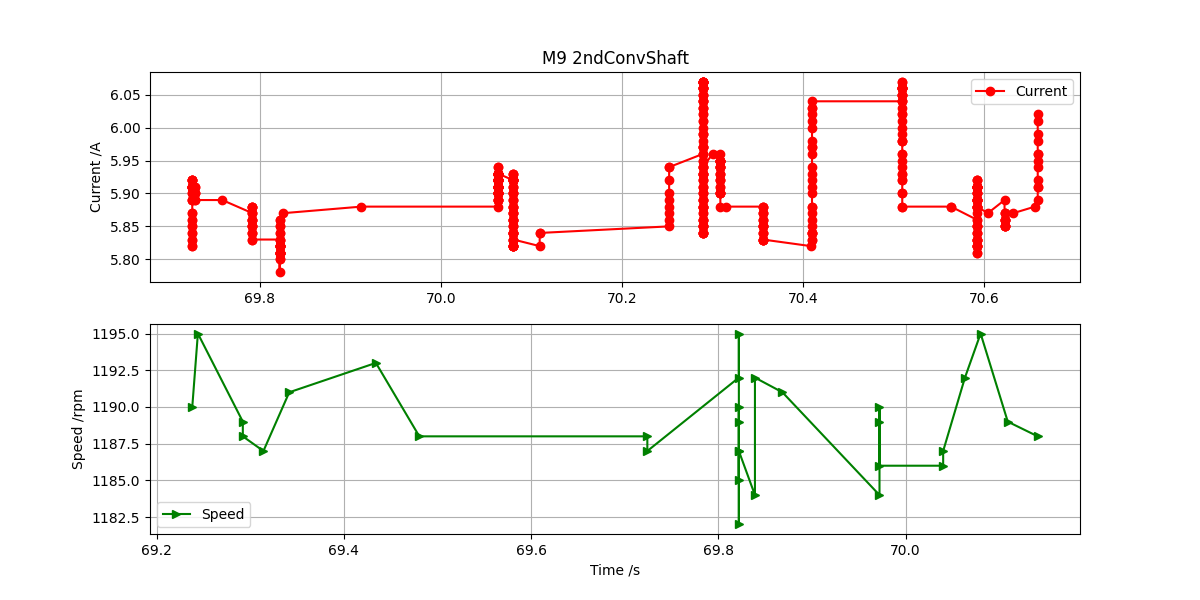 M9 2ndConvShaft
Current /A
6.05
6.00
5.95
5.90
5.85
5.80
Current
69.8 70.0 70.2 70.4 70.6
Speed /rpm
1195.0
1192.5
1190.0
1187.5
1185.0
1182.5
Speed
69.2 69.4 69.6 69.8 70.0
Time /s